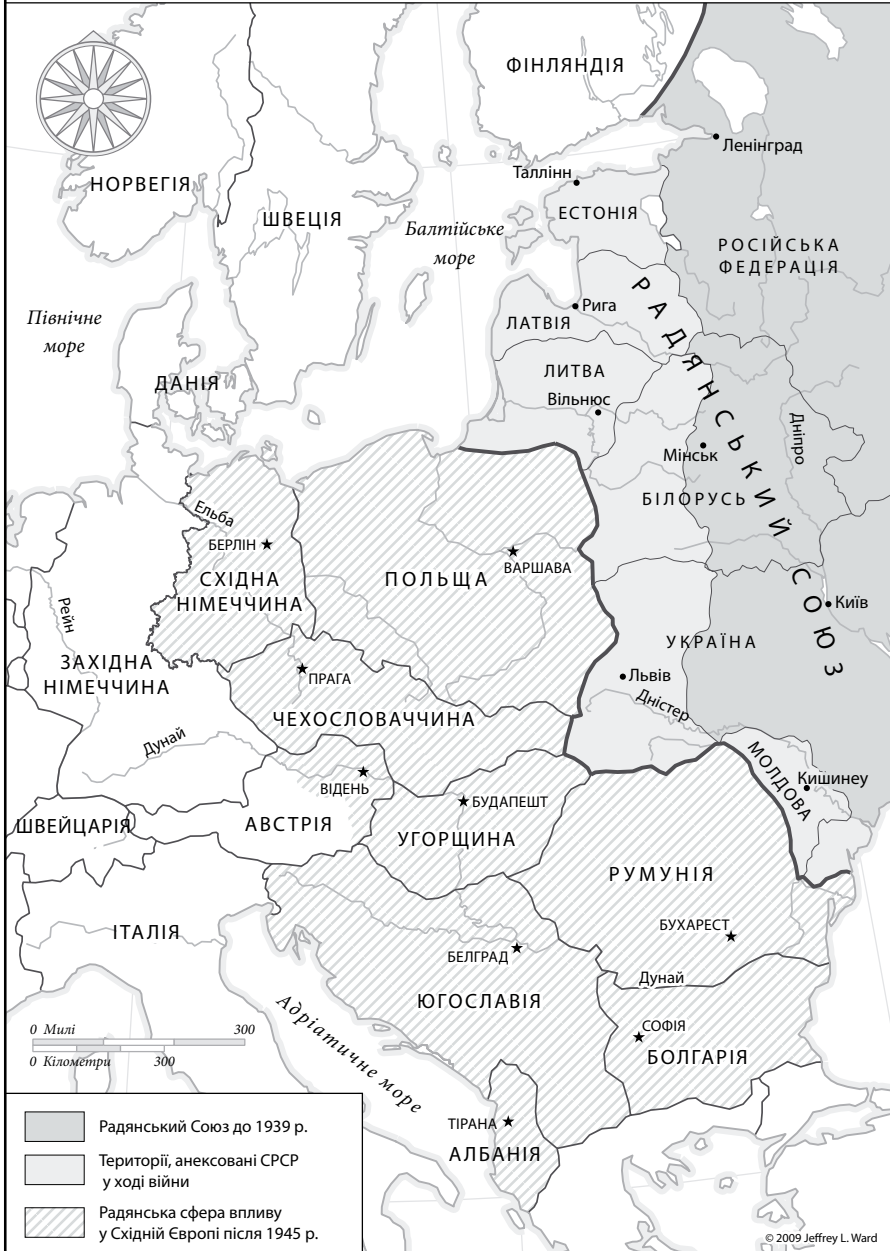 ФІНЛЯНДІЯ
Ленінград
Таллінн
НОРВЕГІЯ
ШВЕЦІЯ
ЕСТОНІЯ
Балтійське
море
РОСІЙСЬКА
ФЕДЕРАЦІЯ
РАДЯНСЬКИЙ СОЮЗ
Північне
море
Рига
ЛАТВІЯ
ДАНІЯ
ЛИТВА
Вільнюс
Дніпро
Мінськ
БІЛОРУСЬ
Ельба
БЕРЛІН
СХІДНА
НІМЕЧЧИНА
ПОЛЬЩА
ВАРШАВА
Рейн
Київ
УКРАЇНА
ЗАХІДНА
НІМЕЧЧИНА
ПРАГА
Львів
Дністер
ЧЕХОСЛОВАЧЧИНА
Дунай
МОЛДОВА
Кишинеу
ВІДЕНЬ
БУДАПЕШТ
ШВЕЙЦАРІЯ
АВСТРІЯ
УГОРЩИНА
РУМУНІЯ
ІТАЛІЯ
БУХАРЕСТ
БЕЛГРАД
Дунай
ЮГОСЛАВІЯ
Адріатичне море
СОФІЯ
БОЛГАРІЯ
0 Милі 300
0 Кілометри 300
ТІРАНА
АЛБАНІЯ
Радянський Союз до 1939 р.
Території, анексовані СРСР
у ході війни
Радянська сфера впливу
у Східній Європі після 1945 р.
© 2009 Jeffrey L. Ward